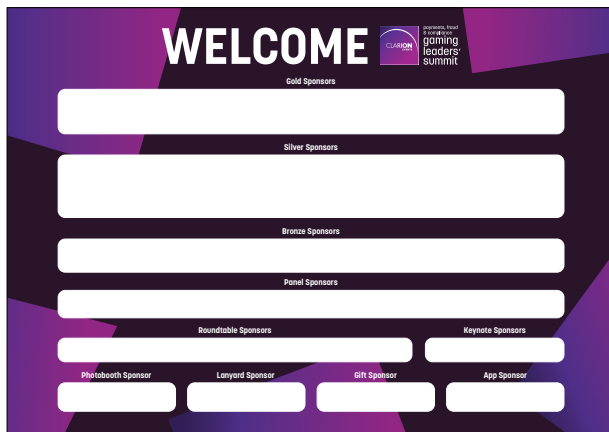 WELCOME
CLARION
EVENTS
payments, fraud
& compliance
gaming
leaders'
summit
Gold Sponsors
Silver Sponsors
Bronze Sponsors
Panel Sponsors
Roundtable Sponsors
Keynote Sponsors
Photobooth Sponsor
Lanyard Sponsor
Gift Sponsor
App Sponsor